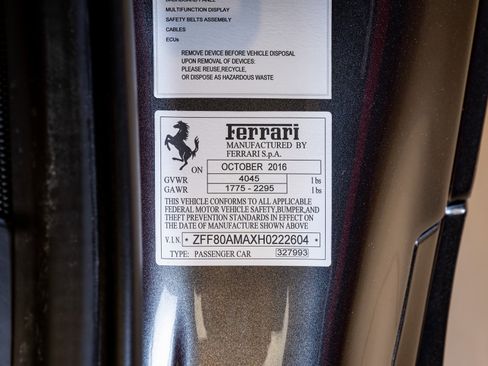 MULTIFUNCTION DISPLAY
SAFETY BELTS ASSEMBLY
CABLES
ECUs
REMOVE DEVICE BEFORE VEHICLE DISPOSAL
UPON REMOVAL OF DEVICES:
PLEASE REUSE,RECYCLE,
OR DISPOSE AS HAZARDOUS WASTE
Ferrari
MANUFACTURED BY
FERRARI S.p.A.
ON OCTOBER 2016
GVWR 4045 lbs
GAWR 1775 - 2295 lbs
THIS VEHICLE CONFORMS TO ALL APPLICABLE
FEDERAL MOTOR VEHICLE SAFETY,BUMPER,AND
THEFT PREVENTION STANDARDS IN EFFECT ON
THE DATE OF MANUFACTURE SHOWN ABOVE
V.I.N. * ZFF80AMAXH0222604 *
TYPE: PASSENGER CAR 327993